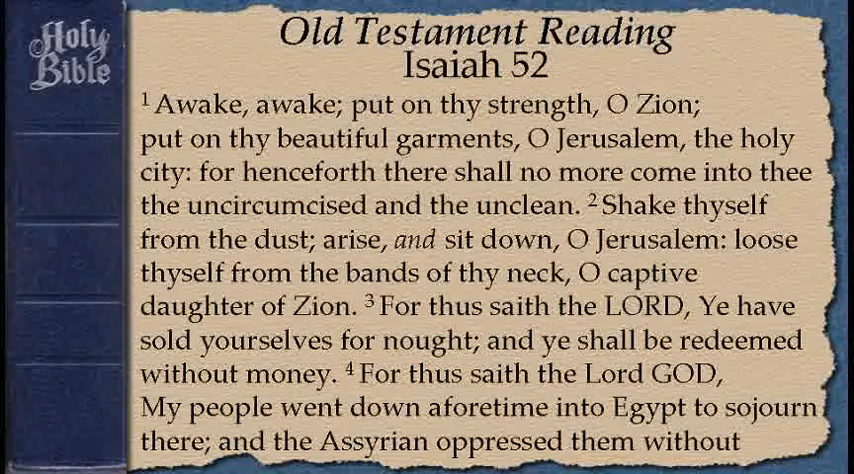 Holy
Bible
Old Testament Reading
Isaiah 52
¹ Awake, awake; put on thy strength, O Zion;
put on thy beautiful garments, O Jerusalem, the holy
city: for henceforth there shall no more come into thee
the uncircumcised and the unclean. ² Shake thyself
from the dust; arise, and sit down, O Jerusalem: loose
thyself from the bands of thy neck, O captive
daughter of Zion. ³ For thus saith the LORD, Ye have
sold yourselves for nought; and ye shall be redeemed
without money. ⁴ For thus saith the Lord GOD,
My people went down aforetime into Egypt to sojourn
there; and the Assyrian oppressed them without